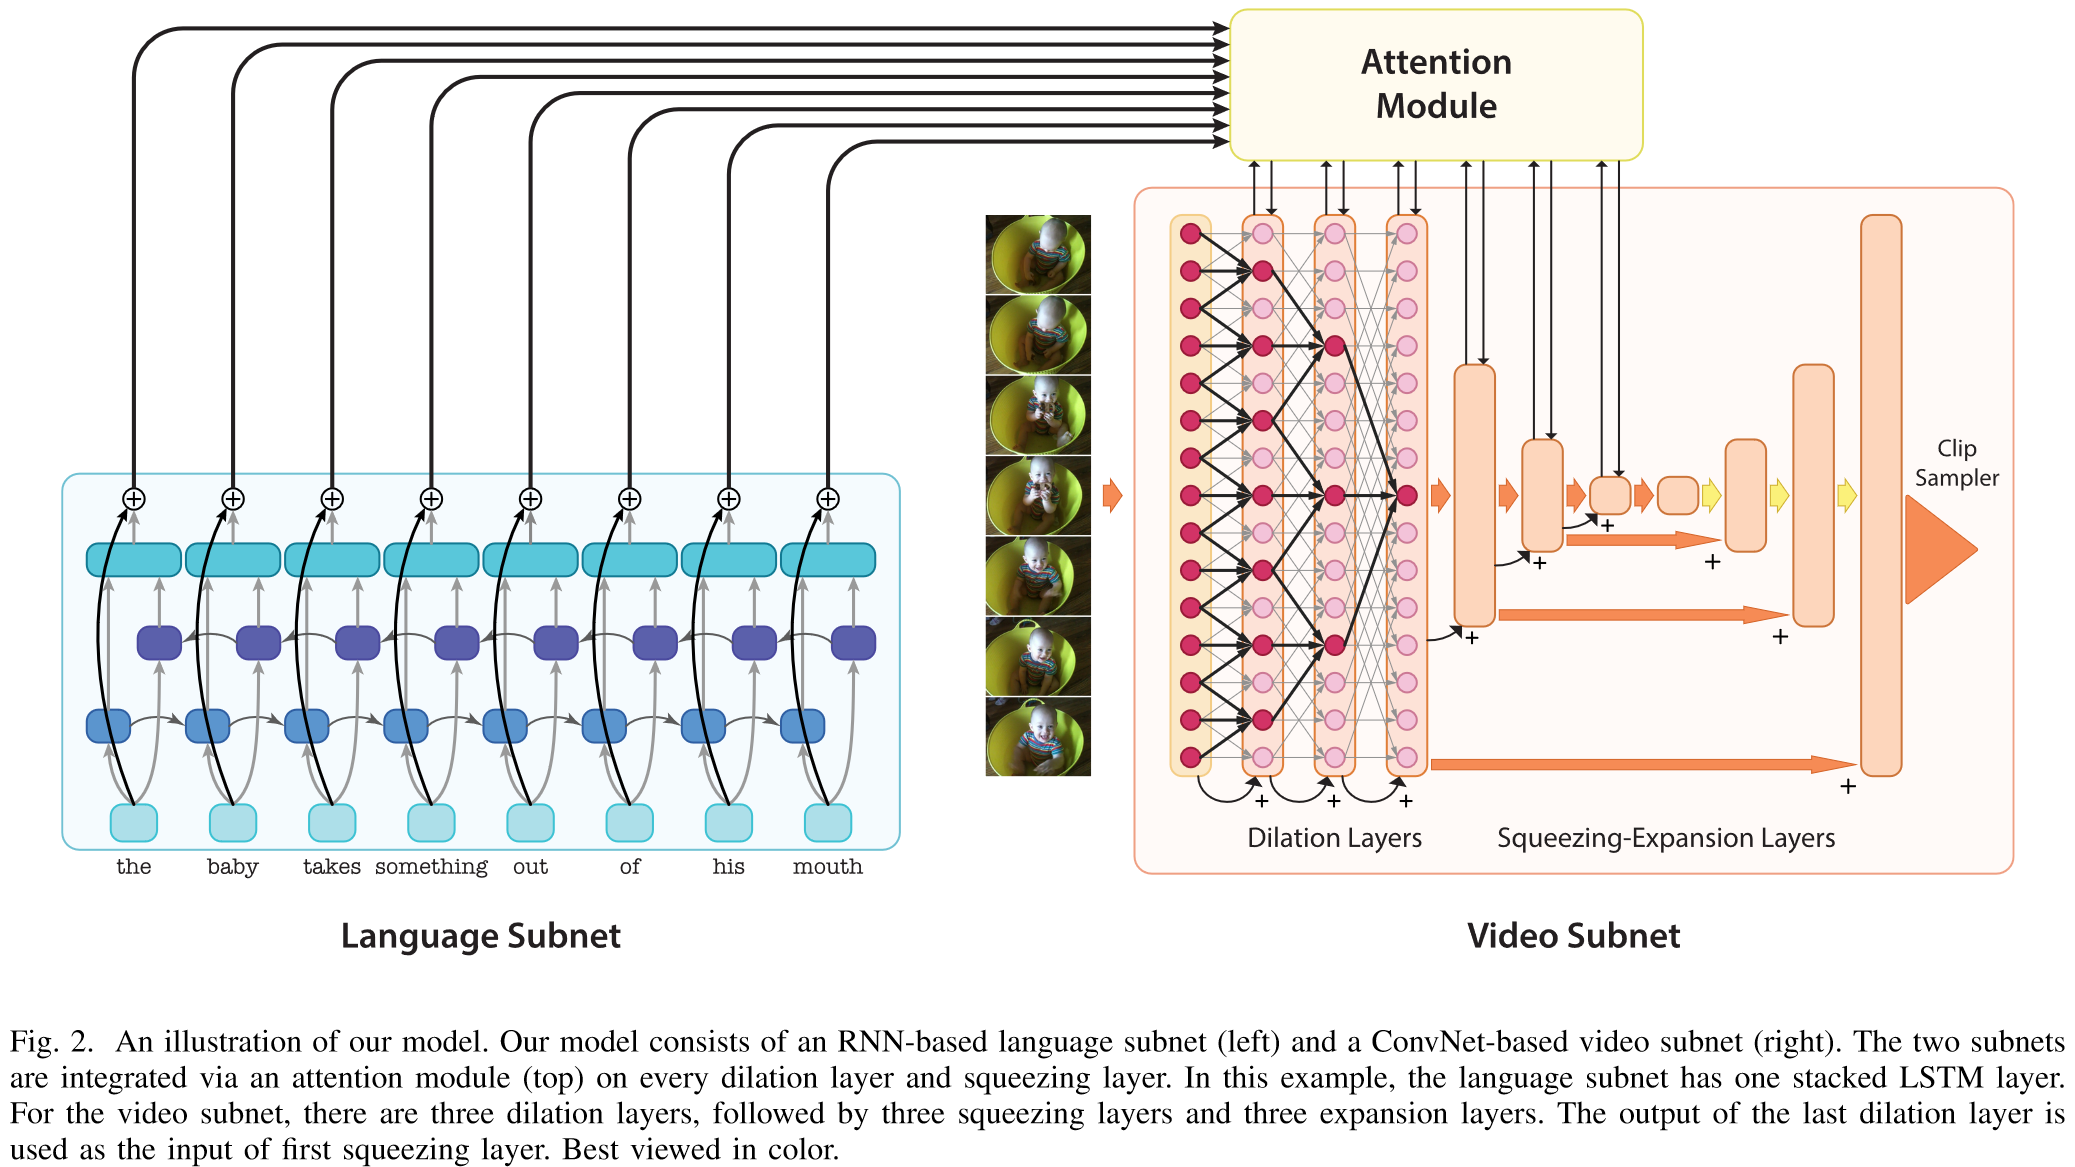 Attention
Module
Clip
Sampler
+ + + + + + + +
+
+
+
+
+
+
+
+ + +
Dilation Layers Squeezing-Expansion Layers
the baby takes something out of his mouth
Language Subnet Video Subnet
Fig. 2. An illustration of our model. Our model consists of an RNN-based language subnet (left) and a ConvNet-based video subnet (right). The two subnets
are integrated via an attention module (top) on every dilation layer and squeezing layer. In this example, the language subnet has one stacked LSTM layer.
For the video subnet, there are three dilation layers, followed by three squeezing layers and three expansion layers. The output of the last dilation layer is
used as the input of first squeezing layer. Best viewed in color.